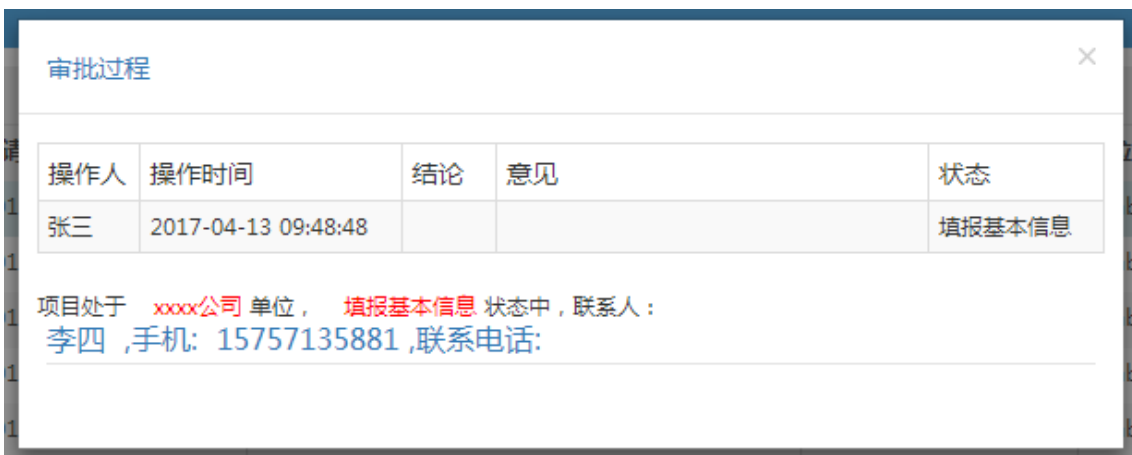 审批过程 ×
操作人 操作时间 结论 意见 状态
张三 2017-04-13 09:48:48 填报基本信息
项目处于 xxxx公司 单位， 填报基本信息 状态中，联系人：
李四 ,手机: 15757135881 ,联系电话: